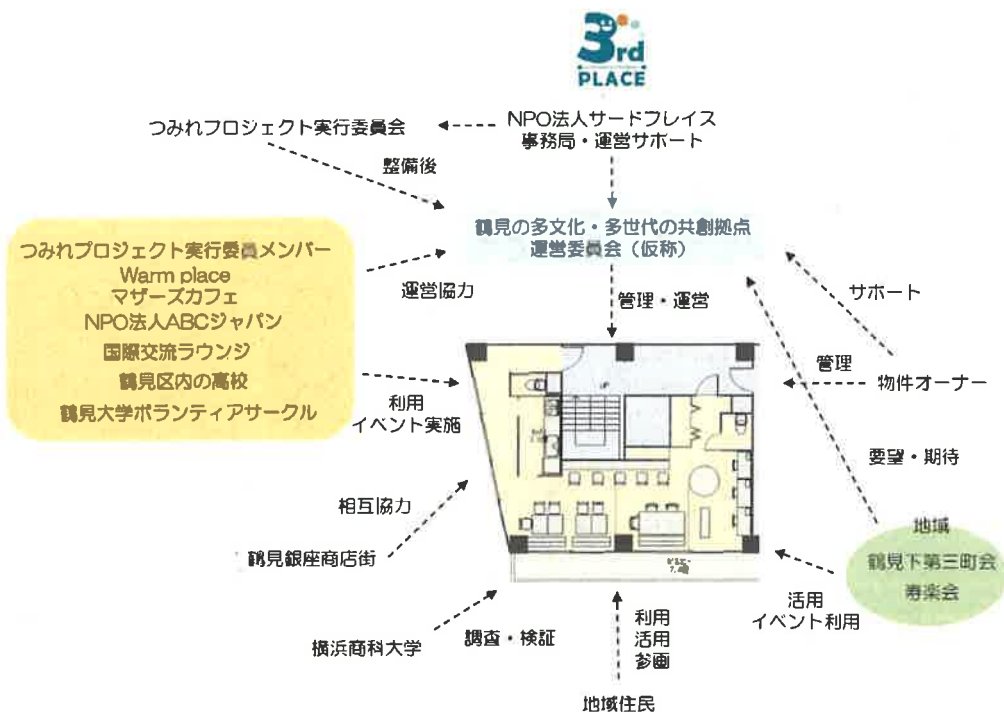 3rd
PLACE
NPO法人サードプレイス
事務局・運営サポート
つみれプロジェクト実行委員会
整備後
鶴見の多文化・多世代の共創拠点
運営委員会（仮称）
つみれプロジェクト実行委員メンバー
Warm place
マザーズカフェ
NPO法人ABCジャパン
国際交流ラウンジ
鶴見区内の高校
鶴見大学ボランティアサークル
運営協力
管理・運営
サポート
管理
物件オーナー
利用
イベント実施
要望・期待
相互協力
鶴見銀座商店街
地域
鶴見下第三町会
寿楽会
活用
イベント利用
横浜商科大学
調査・検証
利用
活用
参画
地域住民